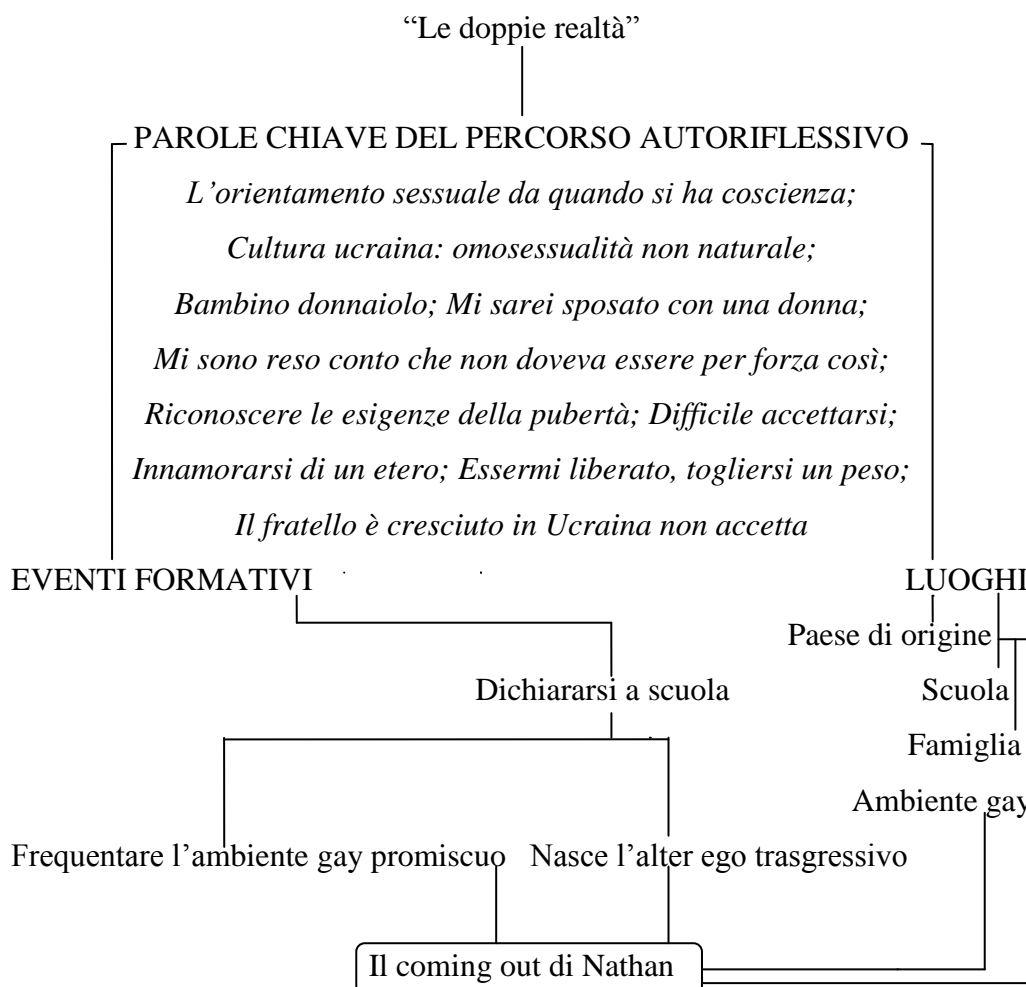 “Le doppie realtà”
PAROLE CHIAVE DEL PERCORSO AUTORIFLESSIVO
L’orientamento sessuale da quando si ha coscienza;
Cultura ucraina: omosessualità non naturale;
Bambino donnaiolo; Mi sarei sposato con una donna;
Mi sono reso conto che non doveva essere per forza così;
Riconoscere le esigenze della pubertà; Difficile accettarsi;
Innamorarsi di un etero; Essermi liberato, togliersi un peso;
Il fratello è cresciuto in Ucraina non accetta
EVENTI FORMATIVI LUOGHI
Paese di origine
Dichiararsi a scuola Scuola
Famiglia
Ambiente gay
Frequentare l’ambiente gay promiscuo Nasce l’alter ego trasgressivo
Il coming out di Nathan